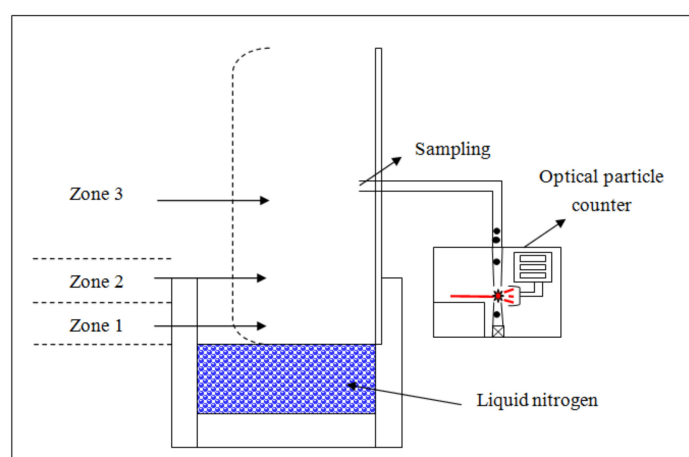 Sampling
Optical particle
counter
Zone 3
Zone 2
Zone 1
Liquid nitrogen